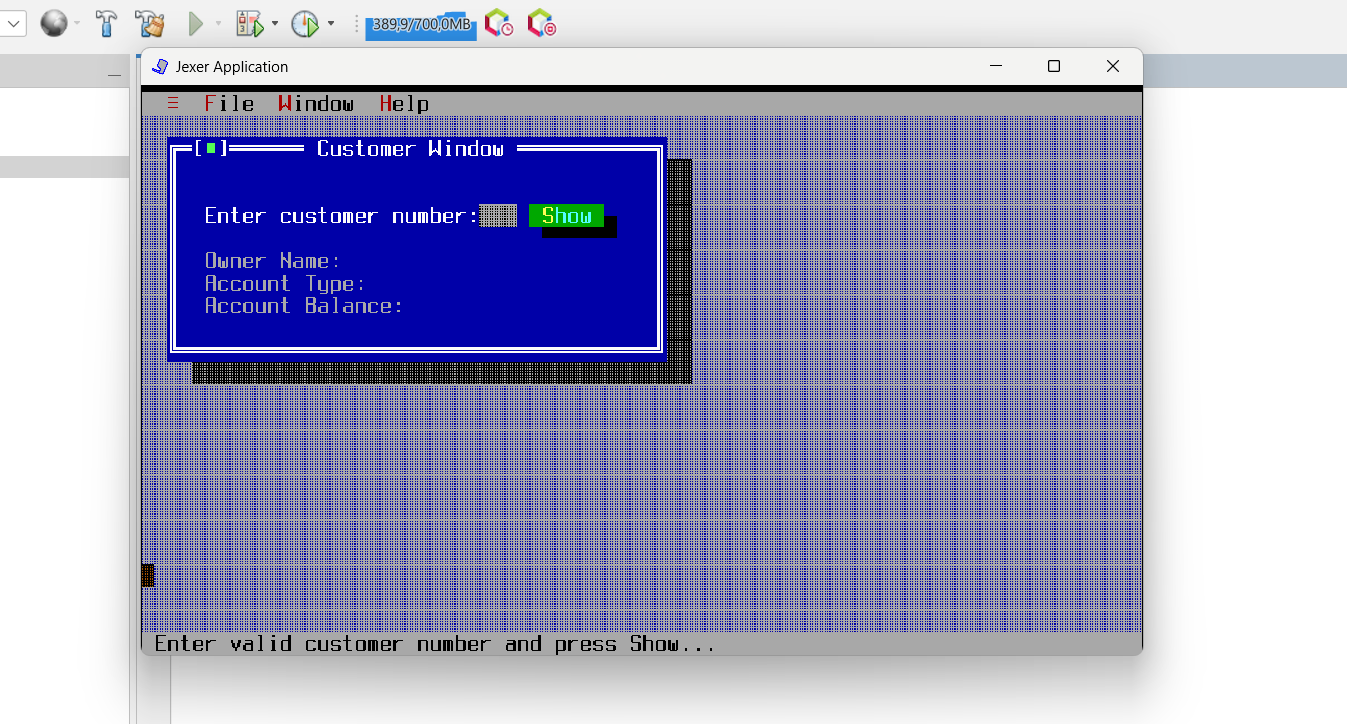 389,9/700,0MB
Jexer Application
≡ File Window Help
[■] Customer Window
Enter customer number: Show
Owner Name:
Account Type:
Account Balance:
Enter valid customer number and press Show...